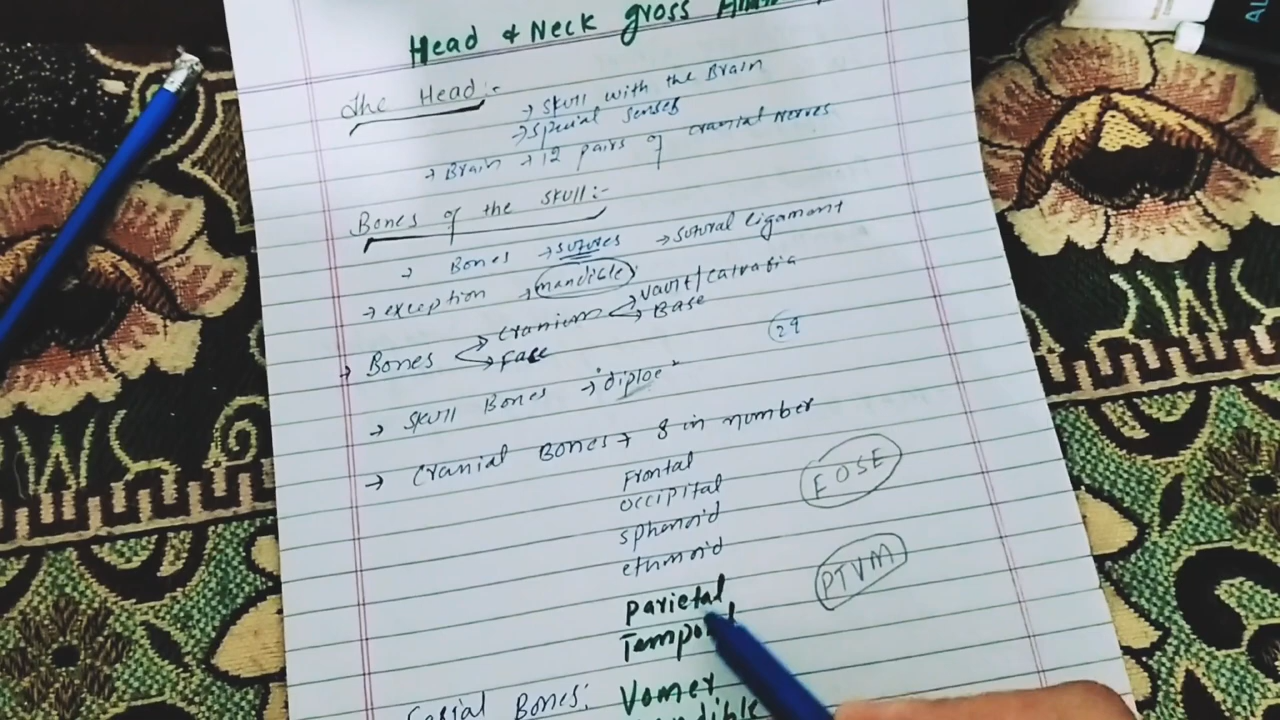 Head & Neck gross
The Head:-
→ Skull with the Brain
→ special senses
→ Brain → 12 pairs of cranial nerves
Bones of the skull:-
→ Bones → sutures → sutural ligament
→ exception → mandible
→ Bones → cranium → vault/calvaria
→ Base
→ Face
29
→ Skull Bones → "diploe"
→ cranial Bones → 8 in number
Frontal
occipital
EOSE
sphenoid
ethmoid
PTVM
parietal
Vomer
Bones: